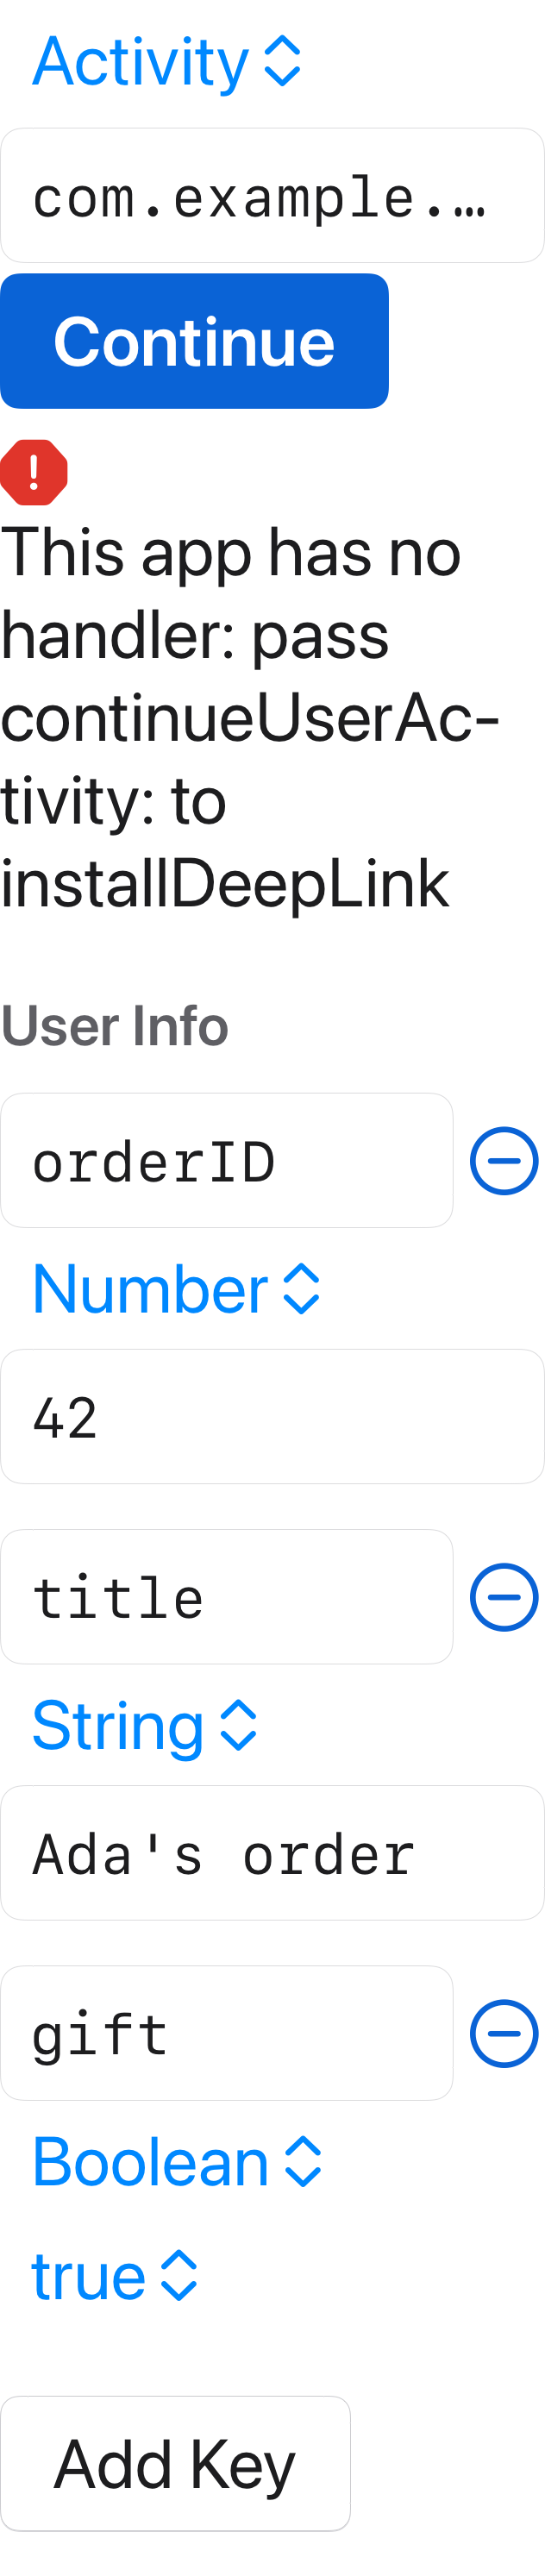 Activity
com.example.…
Continue
This app has no
handler: pass
continueUserAc-
tivity: to
installDeepLink
User Info
orderID
Number
42
title
String
Ada's order
gift
Boolean
true
Add Key